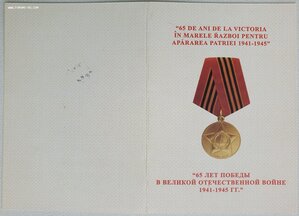 "65 DE ANI DE LA VICTORIA
ÎN MARELE RĂZBOI PENTRU
APĂRAREA PATRIEI 1941-1945"
"65 ЛЕТ ПОБЕДЫ
В ВЕЛИКОЙ ОТЕЧЕСТВЕННОЙ ВОЙНЕ
1941-1945 ГГ."